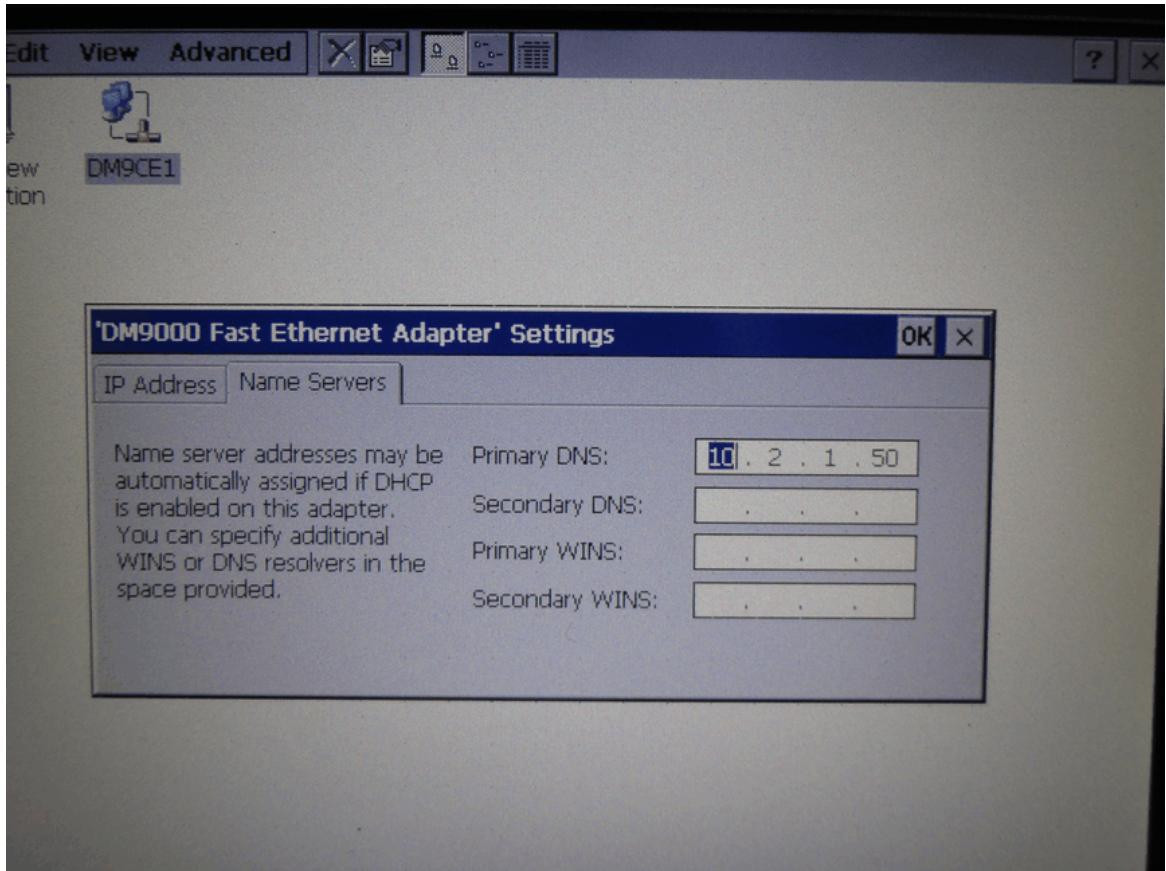 Edit View Advanced ? ×
ew
tion
DM9CE1
'DM9000 Fast Ethernet Adapter' Settings OK ×
IP Address Name Servers
Name server addresses may be
automatically assigned if DHCP
is enabled on this adapter.
You can specify additional
WINS or DNS resolvers in the
space provided.
Primary DNS: 10 . 2 . 1 . 50
Secondary DNS: . . .
Primary WINS: . . .
Secondary WINS: . . .